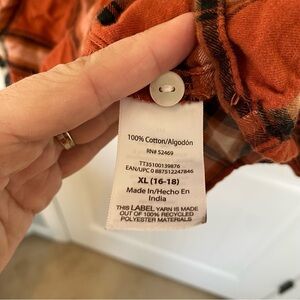 100% Cotton/Algodón
RN# 52469
TT35100139876
EAN/UPC 0 887512247846
XL (16-18)
Made in/Hecho En
India
THIS LABEL YARN IS MADE
OUT OF 100% RECYCLED
POLYESTER MATERIALS